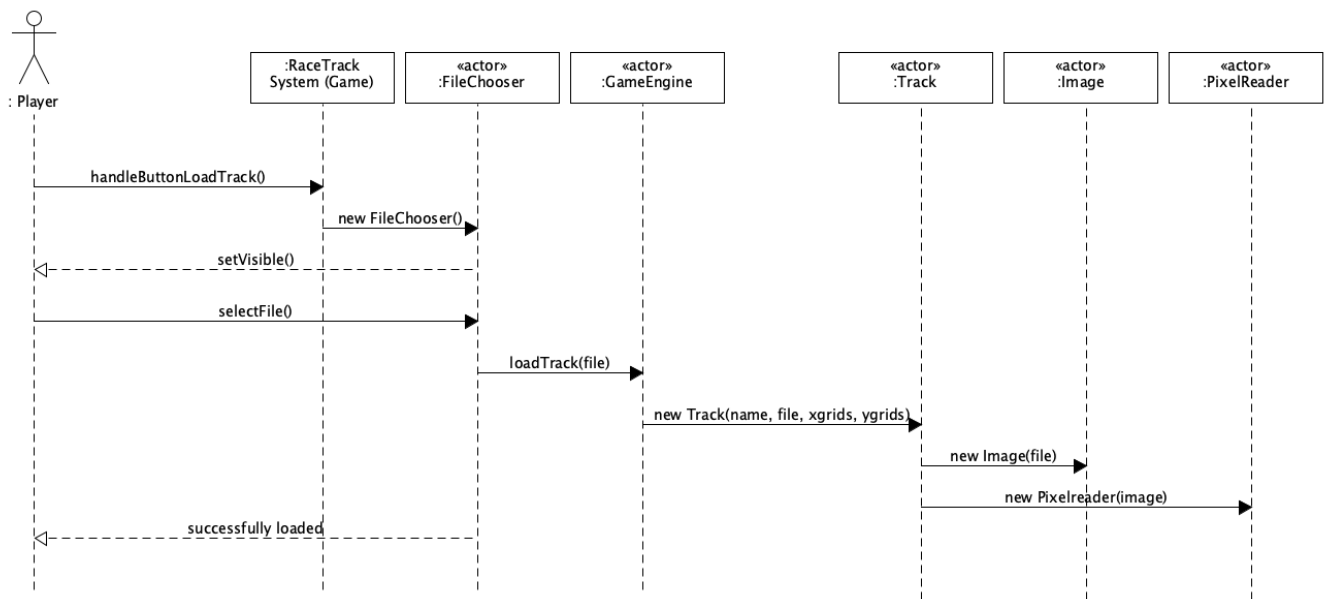 : Player
:RaceTrack
System (Game)
«actor»
:FileChooser
«actor»
:GameEngine
«actor»
:Track
«actor»
:Image
«actor»
:PixelReader
handleButtonLoadTrack()
new FileChooser()
setVisible()
selectFile()
loadTrack(file)
new Track(name, file, xgrids, ygrids)
new Image(file)
new Pixelreader(image)
successfully loaded